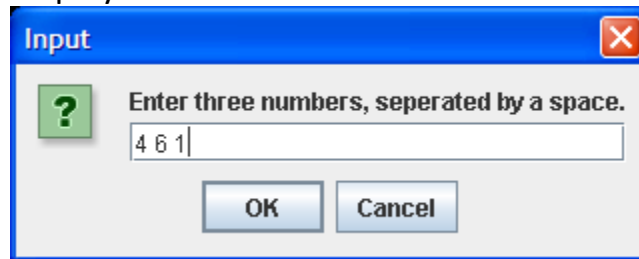 Input
?
Enter three numbers, seperated by a space.
4 6 1
OK Cancel